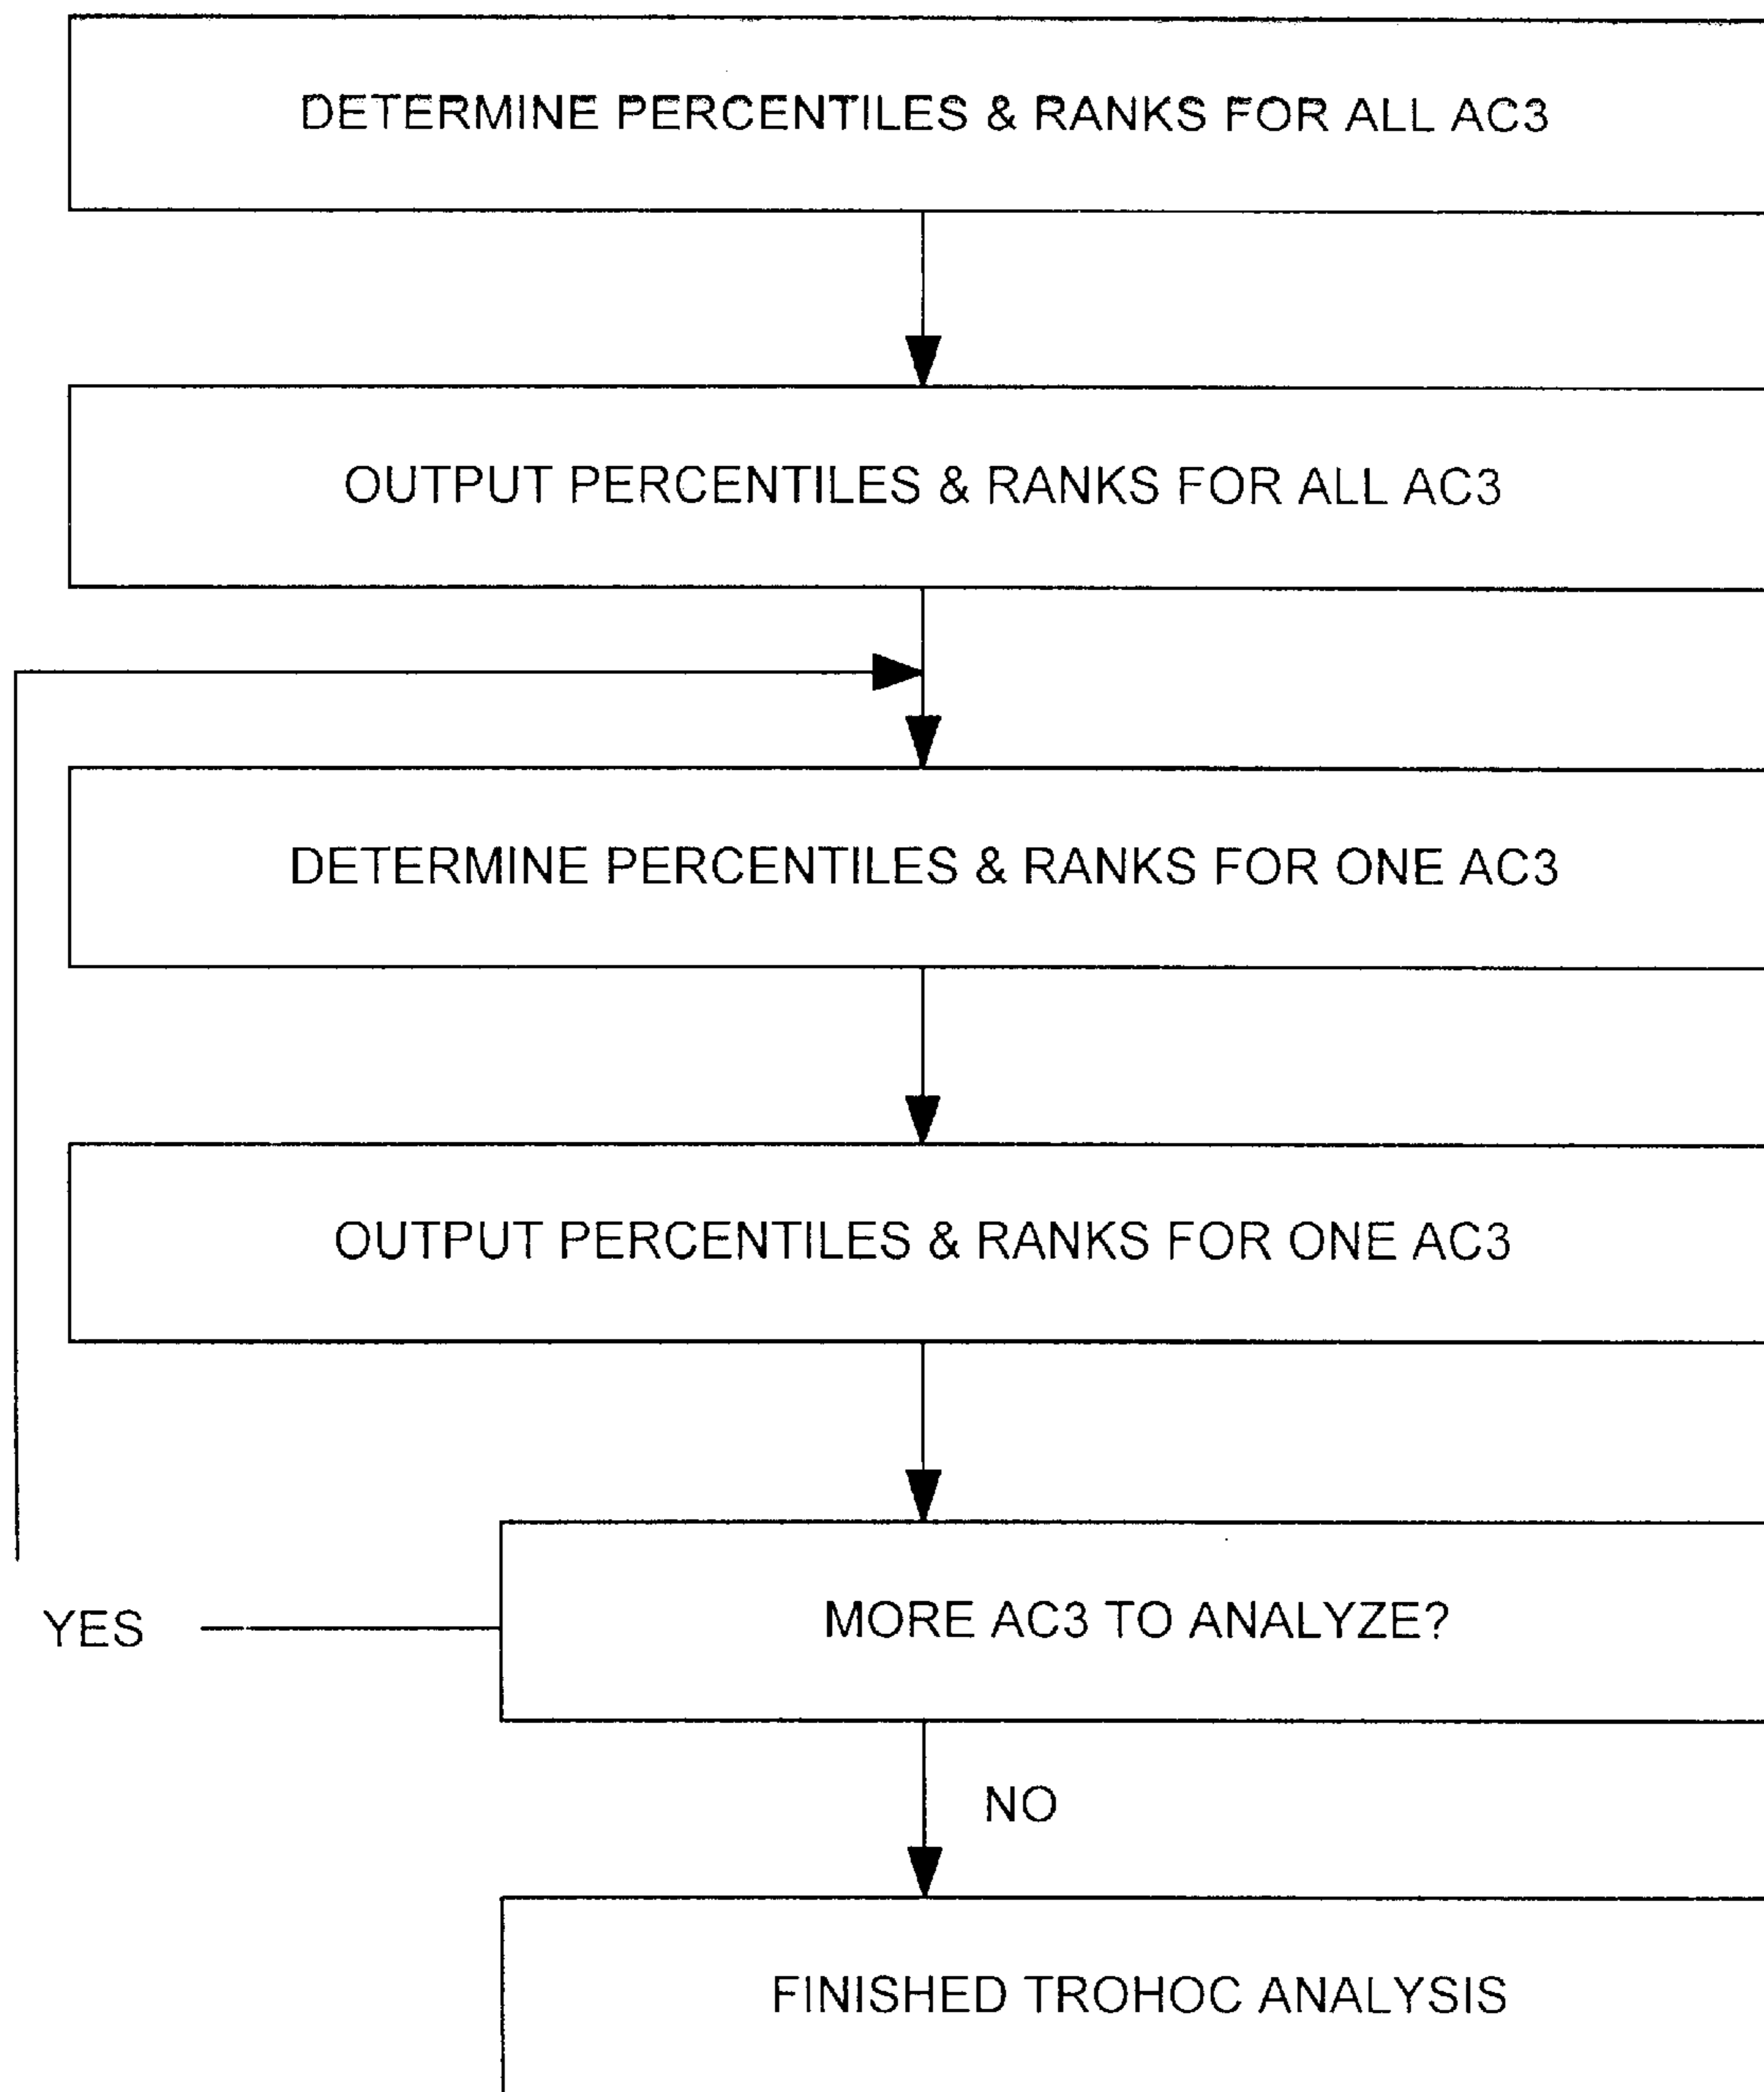 DETERMINE PERCENTILES & RANKS FOR ALL AC3
OUTPUT PERCENTILES & RANKS FOR ALL AC3
DETERMINE PERCENTILES & RANKS FOR ONE AC3
OUTPUT PERCENTILES & RANKS FOR ONE AC3
MORE AC3 TO ANALYZE?
YES
NO
FINISHED TROHOC ANALYSIS